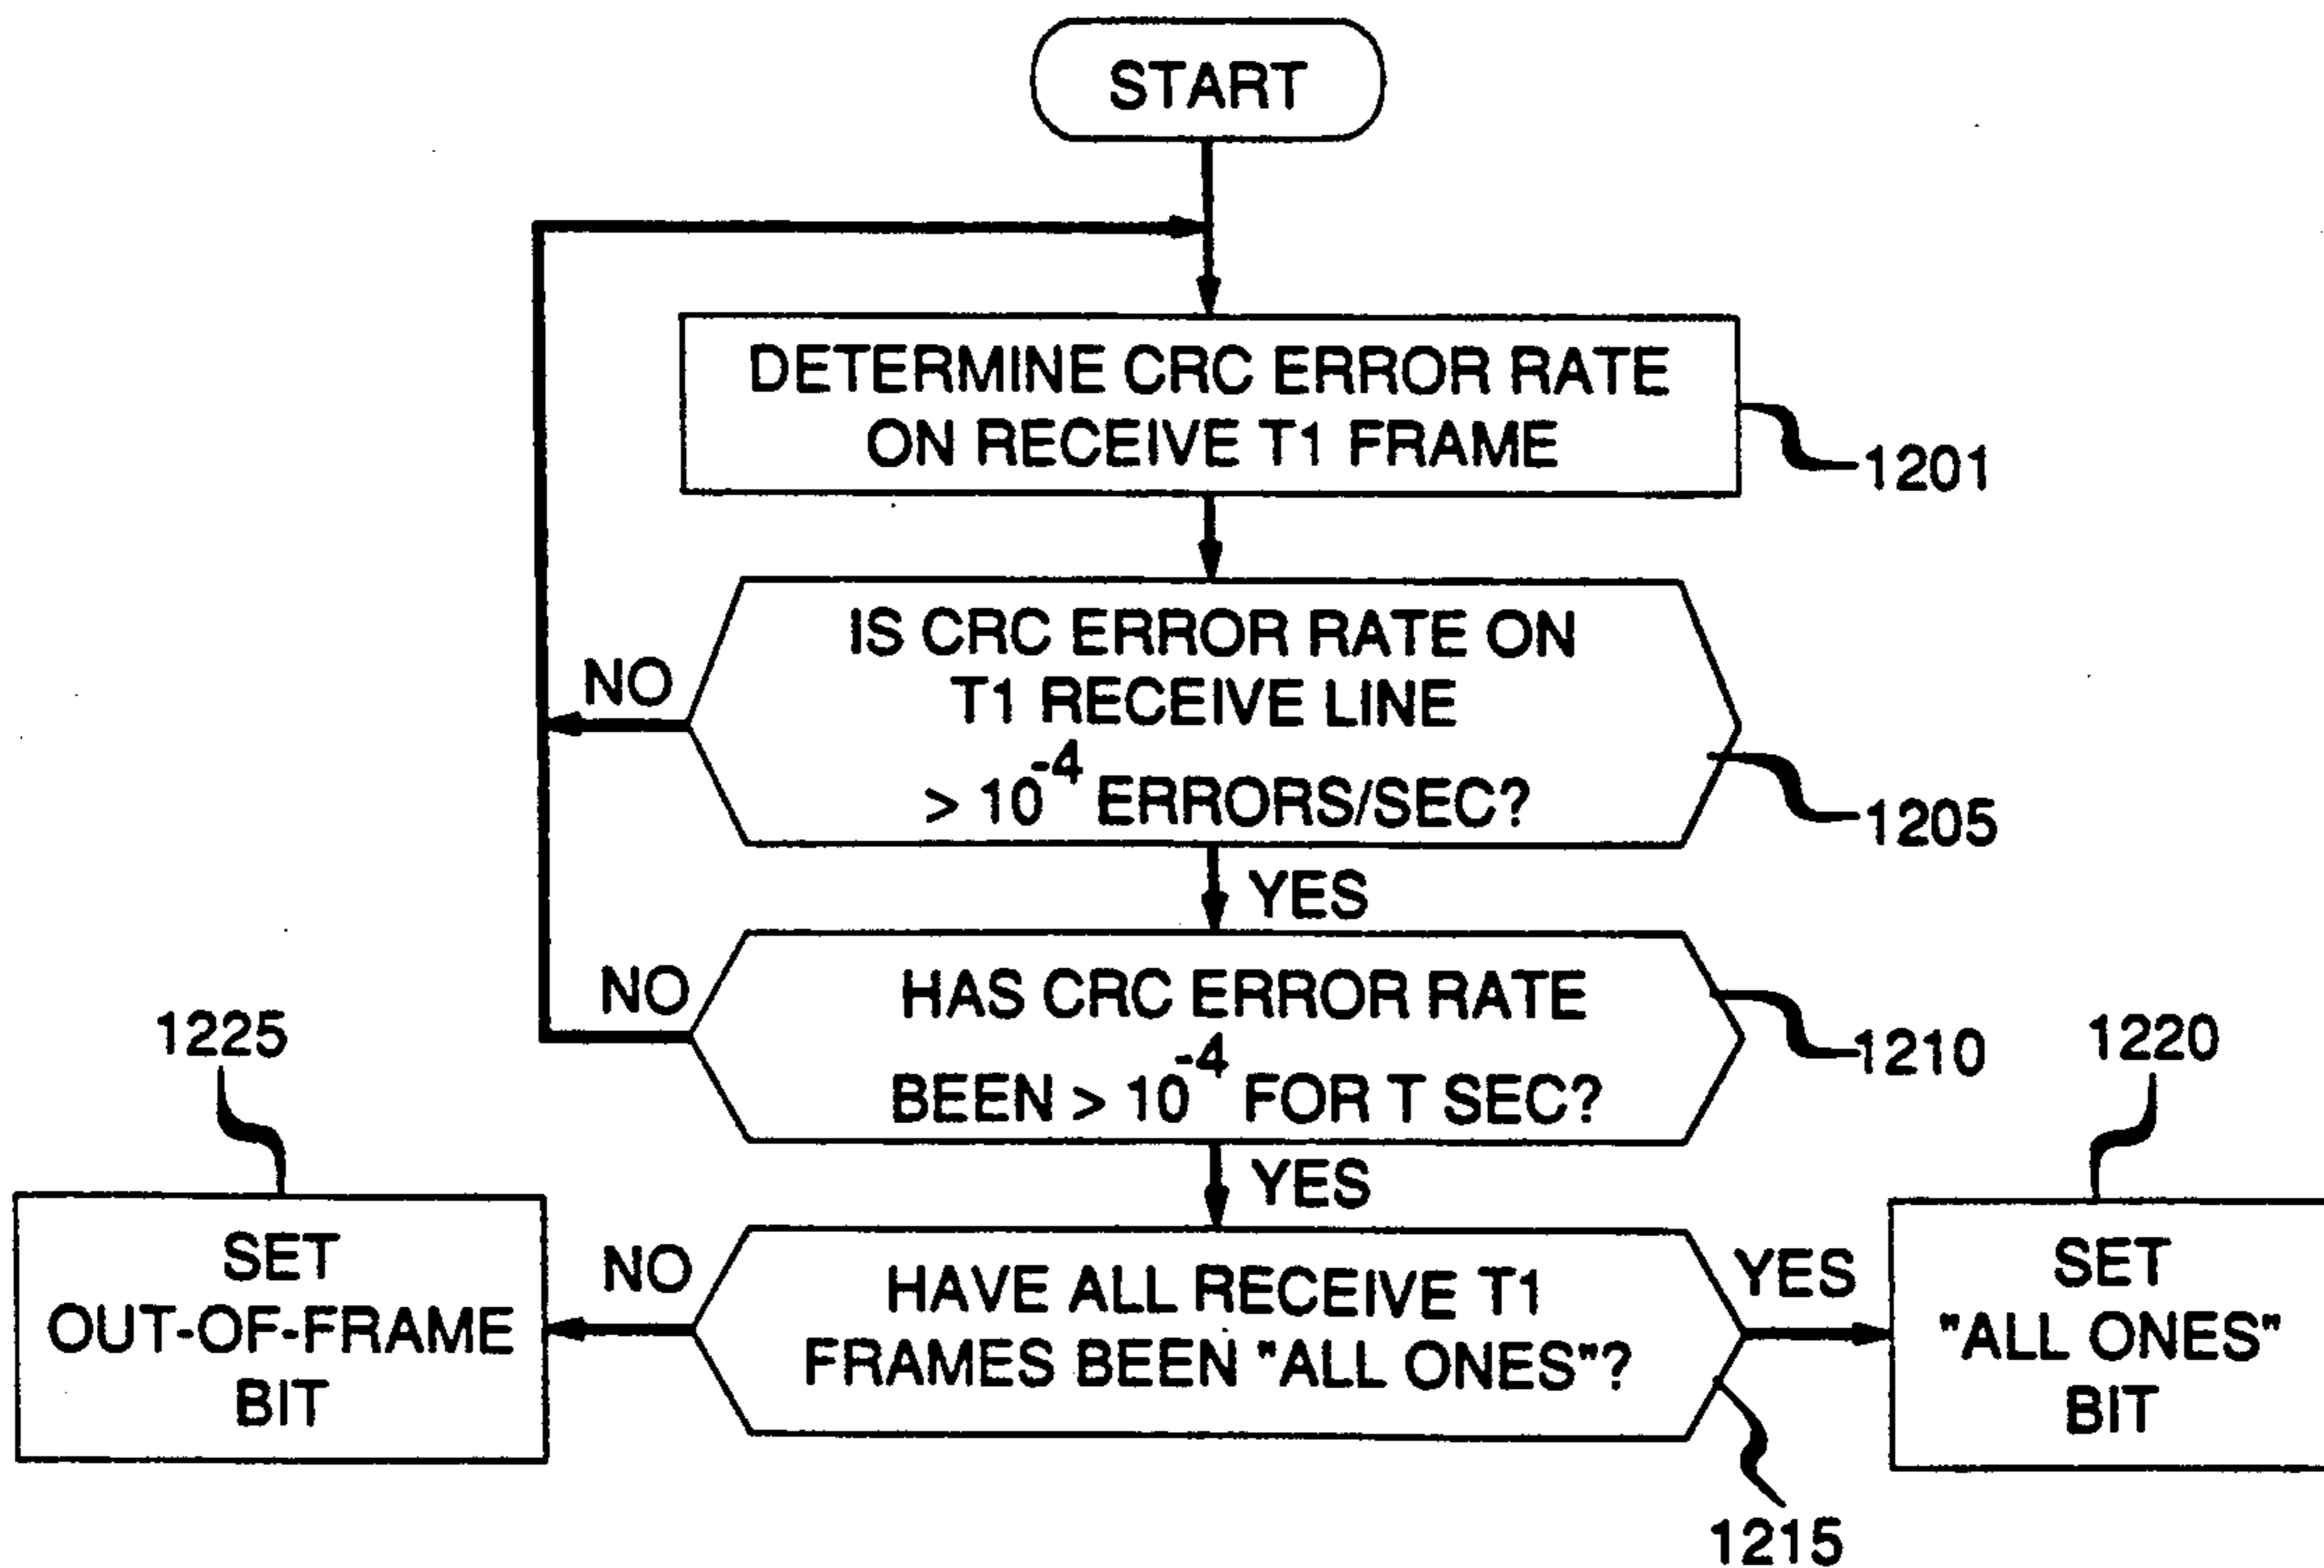 START
DETERMINE CRC ERROR RATE
ON RECEIVE T1 FRAME
1201
IS CRC ERROR RATE ON
T1 RECEIVE LINE
> 10⁻⁴ ERRORS/SEC?
NO
1205
YES
HAS CRC ERROR RATE
BEEN > 10⁻⁴ FOR T SEC?
NO
1210
YES
HAVE ALL RECEIVE T1
FRAMES BEEN "ALL ONES"?
NO
YES
1215
1225
SET
OUT-OF-FRAME
BIT
1220
SET
"ALL ONES"
BIT